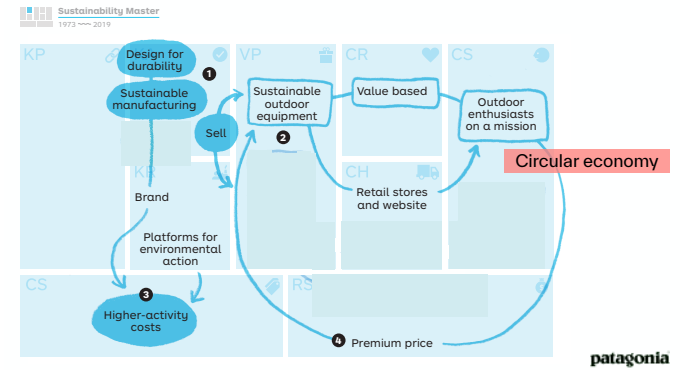 Sustainability Master
1973 ~~ 2019
KP
VP
CR
CS
Design for
durability
1
Sustainable
manufacturing
Sell
Sustainable
outdoor
equipment
2
Value based
Outdoor
enthusiasts
on a mission
Circular economy
KR
CH
Brand
Retail stores
and website
Platforms for
environmental
action
CS
RS
3
Higher-activity
costs
4
Premium price
patagonia